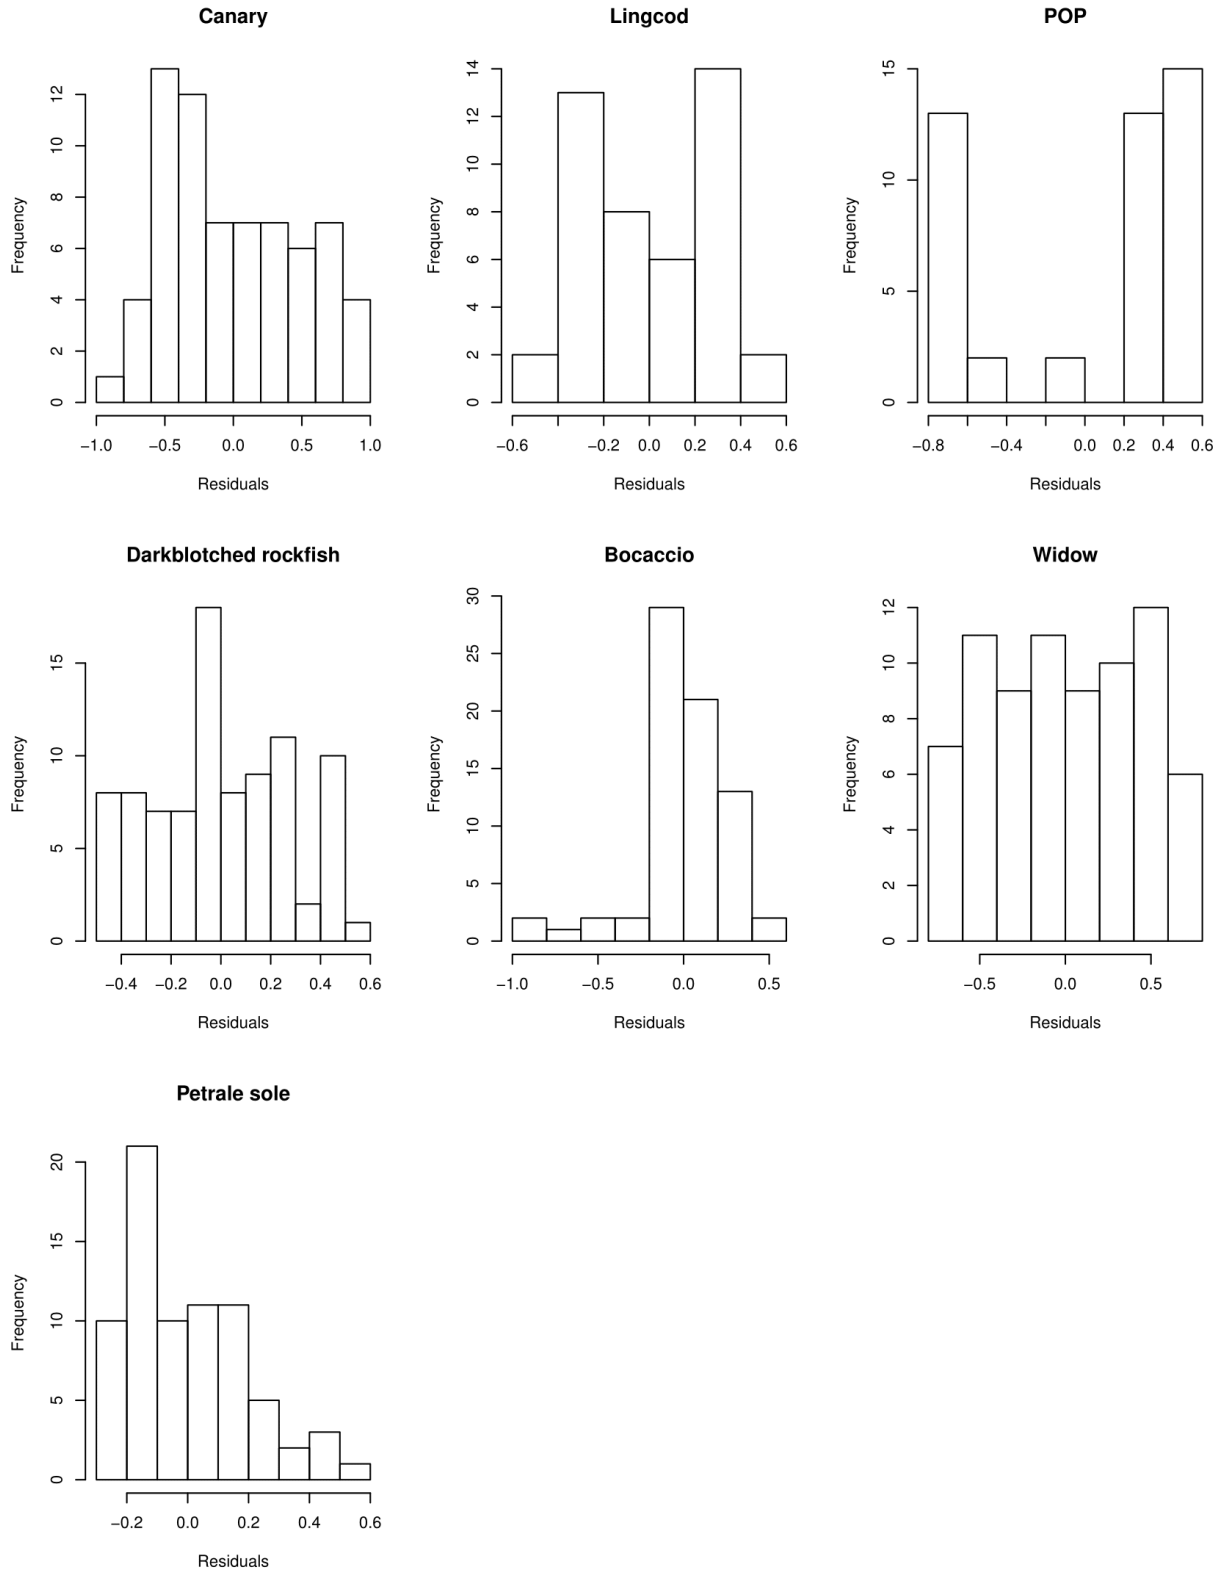 Canary
Frequency
0 2 4 6 8 10 12
−1.0 −0.5 0.0 0.5 1.0
Residuals
Lingcod
Frequency
0 2 4 6 8 10 12 14
−0.6 −0.2 0.0 0.2 0.4 0.6
Residuals
POP
Frequency
0 5 10 15
−0.8 −0.4 0.0 0.2 0.4 0.6
Residuals
Darkblotched rockfish
Frequency
0 5 10 15
−0.4 −0.2 0.0 0.2 0.4 0.6
Residuals
Bocaccio
Frequency
0 5 10 15 20 25 30
−1.0 −0.5 0.0 0.5
Residuals
Widow
Frequency
0 2 4 6 8 10 12
−0.5 0.0 0.5
Residuals
Petrale sole
Frequency
0 5 10 15 20
−0.2 0.0 0.2 0.4 0.6
Residuals